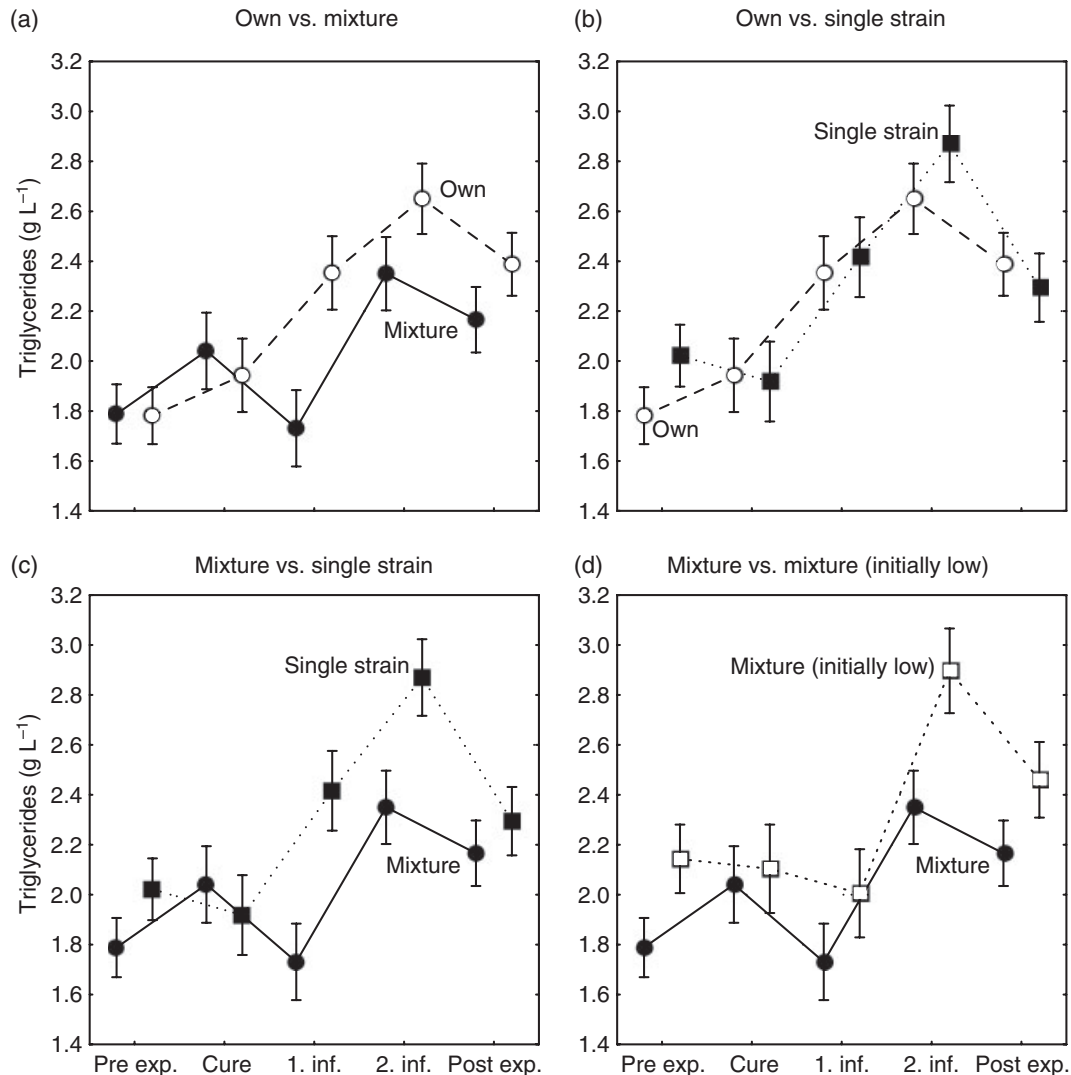 (a) Own vs. mixture
(b) Own vs. single strain
Triglycerides (g L⁻¹)
3.2
3.0
2.8
2.6
2.4
2.2
2.0
1.8
1.6
1.4
Own
Mixture
3.2
3.0
2.8
2.6
2.4
2.2
2.0
1.8
1.6
1.4
Single strain
Own
(c) Mixture vs. single strain
(d) Mixture vs. mixture (initially low)
Triglycerides (g L⁻¹)
3.2
3.0
2.8
2.6
2.4
2.2
2.0
1.8
1.6
1.4
Single strain
Mixture
Pre exp. Cure 1. inf. 2. inf. Post exp.
3.2
3.0
2.8
2.6
2.4
2.2
2.0
1.8
1.6
1.4
Mixture (initially low)
Mixture
Pre exp. Cure 1. inf. 2. inf. Post exp.